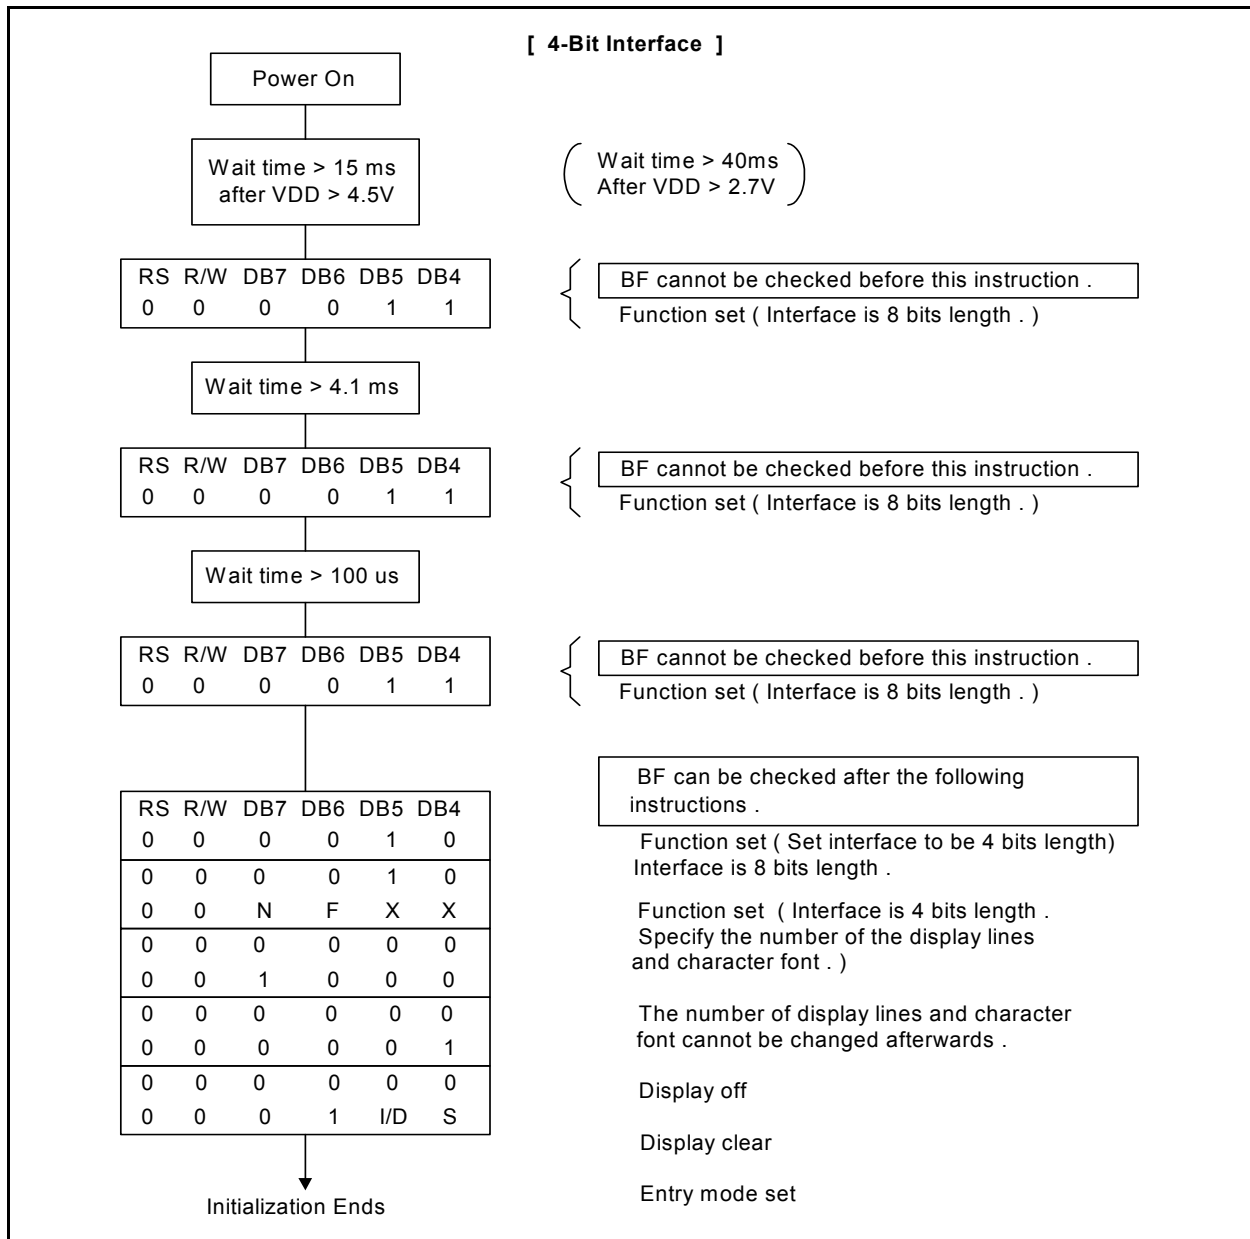 [ 4-Bit Interface ]
Power On
Wait time > 15 ms
after VDD > 4.5V
Wait time > 40ms
After VDD > 2.7V
RS R/W DB7 DB6 DB5 DB4
0 0 0 0 1 1
BF cannot be checked before this instruction .
Function set ( Interface is 8 bits length . )
Wait time > 4.1 ms
RS R/W DB7 DB6 DB5 DB4
0 0 0 0 1 1
BF cannot be checked before this instruction .
Function set ( Interface is 8 bits length . )
Wait time > 100 us
RS R/W DB7 DB6 DB5 DB4
0 0 0 0 1 1
BF cannot be checked before this instruction .
Function set ( Interface is 8 bits length . )
RS R/W DB7 DB6 DB5 DB4
0 0 0 0 1 0
0 0 0 0 1 0
0 0 N F X X
0 0 0 0 0 0
0 0 1 0 0 0
0 0 0 0 0 0
0 0 0 0 0 1
0 0 0 0 0 0
0 0 0 1 I/D S
BF can be checked after the following
instructions .
Function set ( Set interface to be 4 bits length)
Interface is 8 bits length .
Function set ( Interface is 4 bits length .
Specify the number of the display lines
and character font . )
The number of display lines and character
font cannot be changed afterwards .
Display off
Display clear
Entry mode set
Initialization Ends